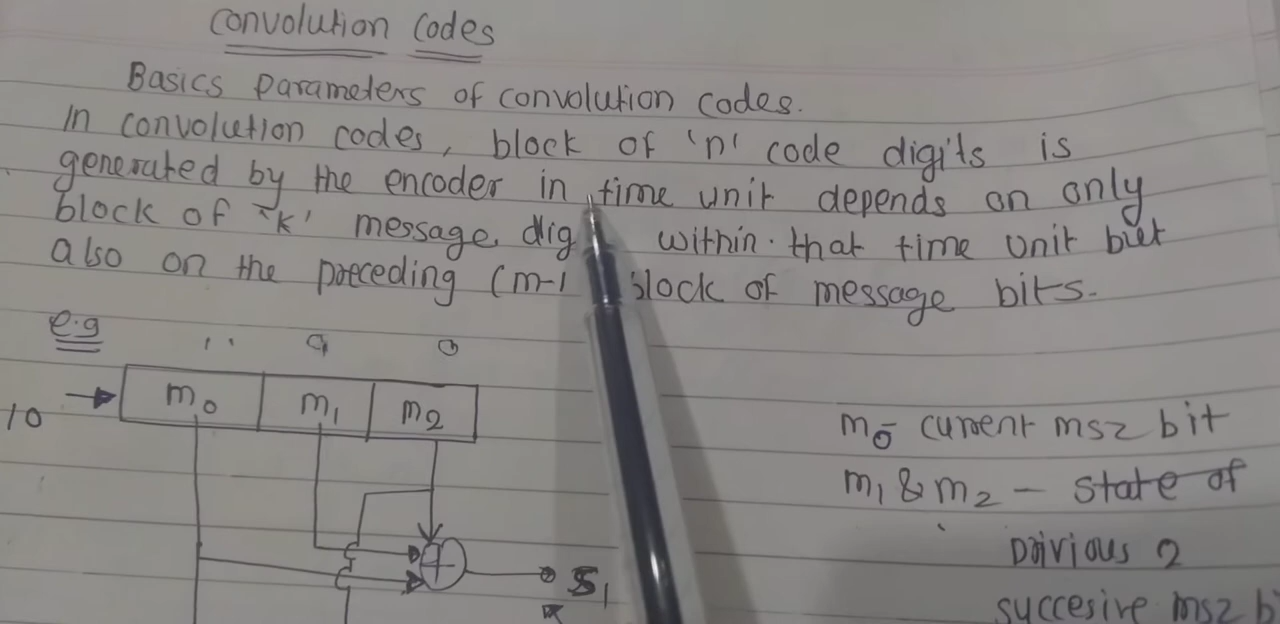 Convolution Codes
Basics parameters of convolution codes.
In convolution codes, block of 'n' code digits is
generated by the encoder in time unit depends on only
block of 'k' message dig within that time unit but
also on the preceding (m-1 block of message bits.
e.g
10
m0 m1 m2
m0 current msz bit
m1 & m2 - state of
2
succesive msz b
S1